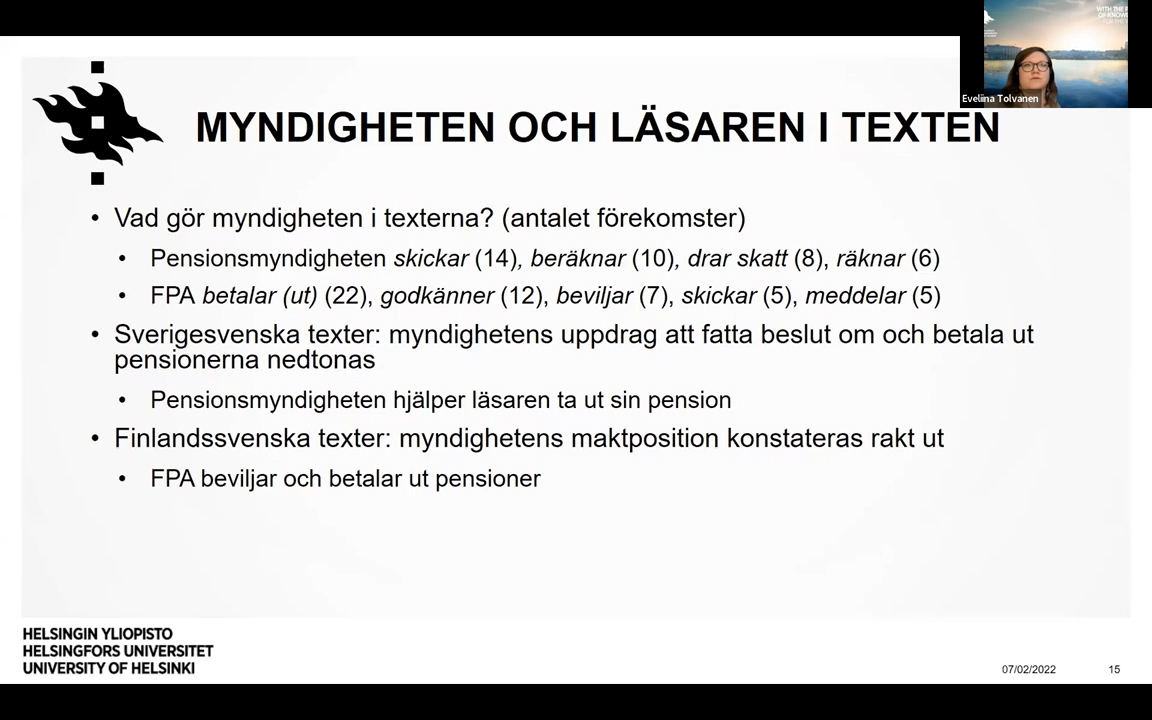 WITH THE
OF KNOW
Eveliina Tolvanen
MYNDIGHETEN OCH LÄSAREN I TEXTEN
• Vad gör myndigheten i texterna? (antalet förekomster)
• Pensionsmyndigheten skickar (14), beräknar (10), drar skatt (8), räknar (6)
• FPA betalar (ut) (22), godkänner (12), beviljar (7), skickar (5), meddelar (5)
• Sverigesvenska texter: myndighetens uppdrag att fatta beslut om och betala ut
pensionerna nedtonas
• Pensionsmyndigheten hjälper läsaren ta ut sin pension
• Finlandssvenska texter: myndighetens maktposition konstateras rakt ut
• FPA beviljar och betalar ut pensioner
HELSINGIN YLIOPISTO
HELSINGFORS UNIVERSITET
UNIVERSITY OF HELSINKI
07/02/2022
15